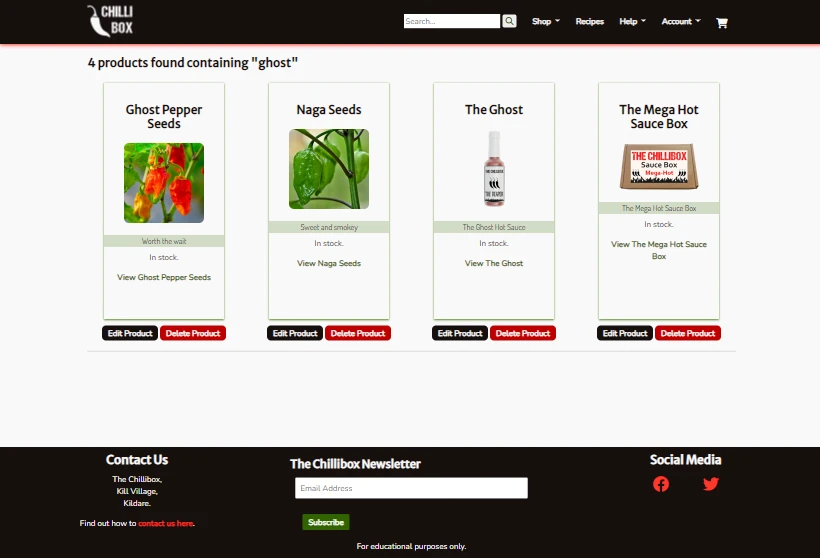 CHILLI
BOX
Search...
Shop
Recipes
Help
Account
4 products found containing "ghost"
Ghost Pepper
Seeds
Worth the wait
In stock.
View Ghost Pepper Seeds
Edit Product
Delete Product
Naga Seeds
Sweet and smokey
In stock.
View Naga Seeds
Edit Product
Delete Product
The Ghost
THE CHILLIBOX
THE REAPER
The Ghost Hot Sauce
In stock.
View The Ghost
Edit Product
Delete Product
The Mega Hot
Sauce Box
THE CHILLIBOX
Sauce Box
Mega-Hot
The Mega Hot Sauce Box
In stock.
View The Mega Hot Sauce
Box
Edit Product
Delete Product
Contact Us
The Chillibox,
Kill Village,
Kildare.
Find out how to contact us here.
The Chillibox Newsletter
Email Address
Subscribe
Social Media
For educational purposes only.